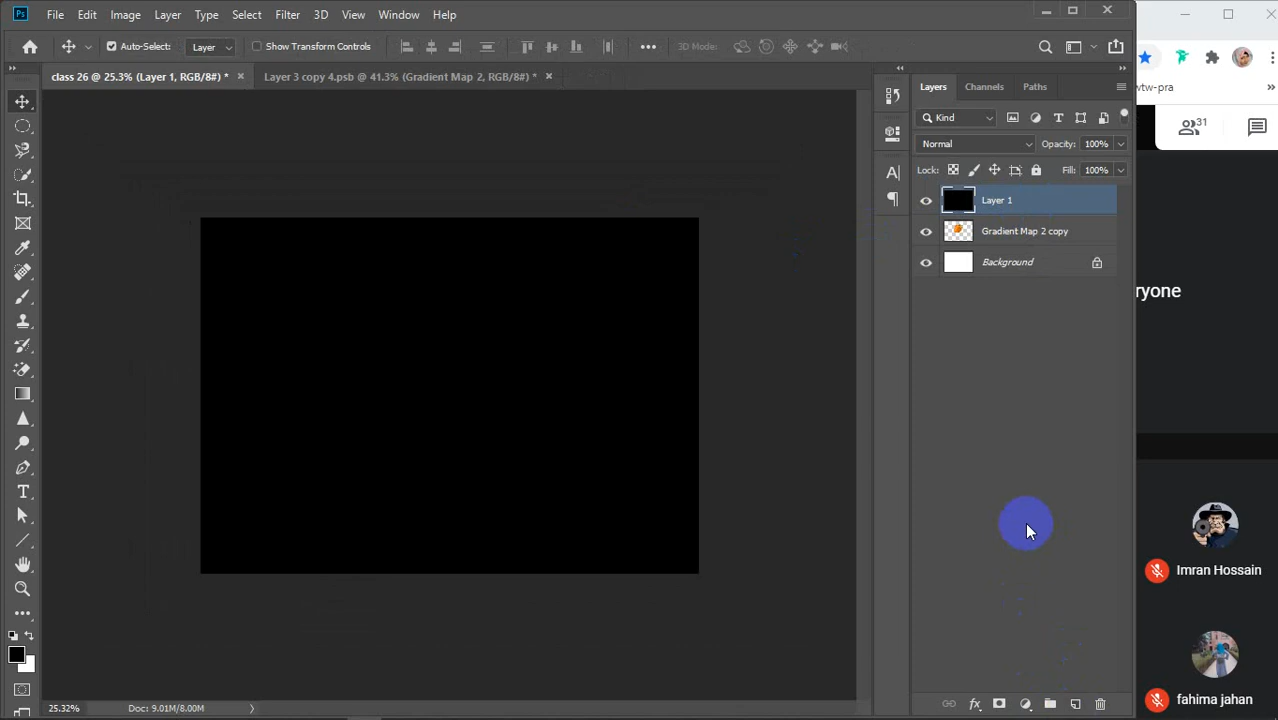 Ps File Edit Image Layer Type Select Filter 3D View Window Help
Auto-Select: Layer Show Transform Controls 3D Mode:
class 26 @ 25.3% (Layer 1, RGB/8#) * Layer 3 copy 4.psb @ 41.3% (Gradient Map 2, RGB/8#) *
Layers Channels Paths
Kind
Normal Opacity: 100%
Lock: Fill: 100%
Layer 1
Gradient Map 2 copy
Background
25.32% Doc: 9.01M/8.00M
wtw-pra
31
ryone
Imran Hossain
fahima jahan